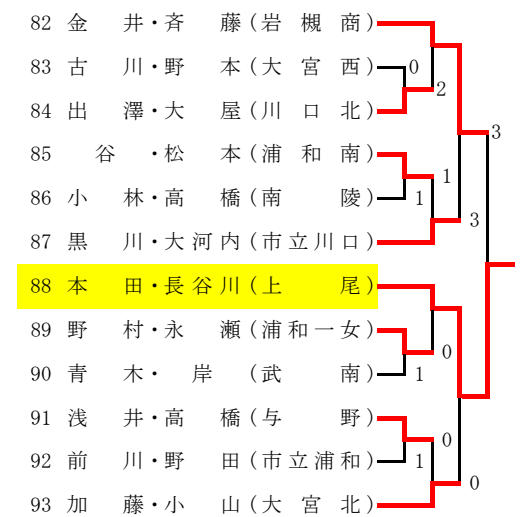 82 金井・斉藤(岩槻商)
83 古川・野本(大宮西)
0
2
84 出澤・大屋(川口北)
3
85 谷・松本(浦和南)
1
86 小林・高橋(南陵)
1
3
87 黒川・大河内(市立川口)
88 本田・長谷川(上尾)
89 野村・永瀬(浦和一女)
0
90 青木・岸(武南)
1
91 浅井・高橋(与野)
0
92 前川・野田(市立浦和)
1
0
93 加藤・小山(大宮北)